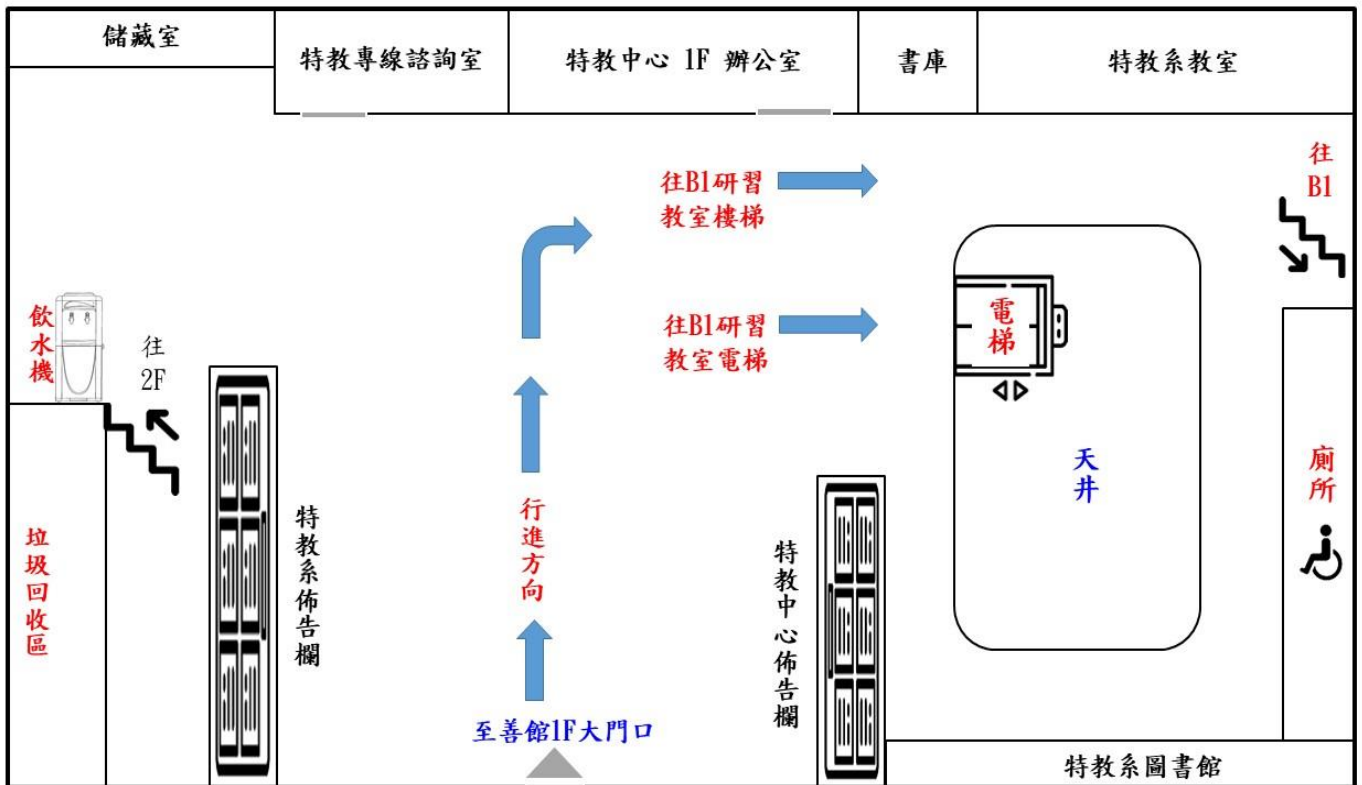 儲藏室
特教專線諮詢室
特教中心 1F 辦公室
書庫
特教系教室
往B1研習
教室樓梯
往
B1
往B1研習
教室電梯
電梯
飲水機
往
2F
天井
廁所
垃圾回收區
特教系佈告欄
行進方向
特教中心佈告欄
至善館1F大門口
特教系圖書館